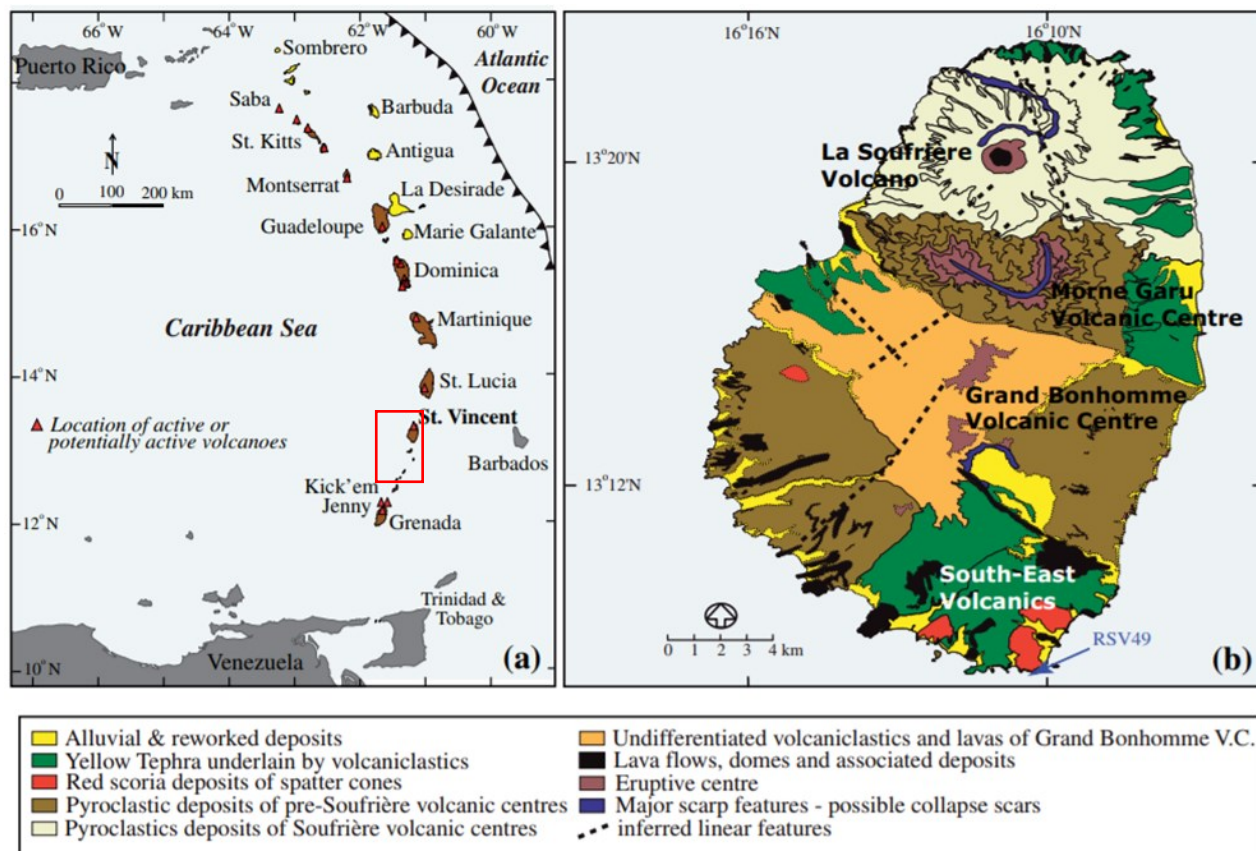 66°W
64°W
62°W
60°W
Sombrero
Atlantic
Ocean
Puerto Rico
Saba
Barbuda
St. Kitts
N
Antigua
0 100 200 km
Montserrat
La Desirade
Guadeloupe
16°N
Marie Galante
Dominica
Caribbean Sea
Martinique
14°N
St. Lucia
St. Vincent
Location of active or
potentially active volcanoes
Barbados
Kick'em
Jenny
12°N
Grenada
Trinidad &
Tobago
Venezuela
10°N
(a)
16°16'N
16°10'N
13°20'N
La Soufrière
Volcano
Morne Garu
Volcanic Centre
Grand Bonhomme
Volcanic Centre
13°12'N
South-East
Volcanics
0 1 2 3 4 km
RSV49
(b)
Alluvial & reworked deposits
Yellow Tephra underlain by volcaniclastics
Red scoria deposits of spatter cones
Pyroclastic deposits of pre-Soufrière volcanic centres
Pyroclastics deposits of Soufrière volcanic centres
Undifferentiated volcaniclastics and lavas of Grand Bonhomme V.C.
Lava flows, domes and associated deposits
Eruptive centre
Major scarp features - possible collapse scars
inferred linear features